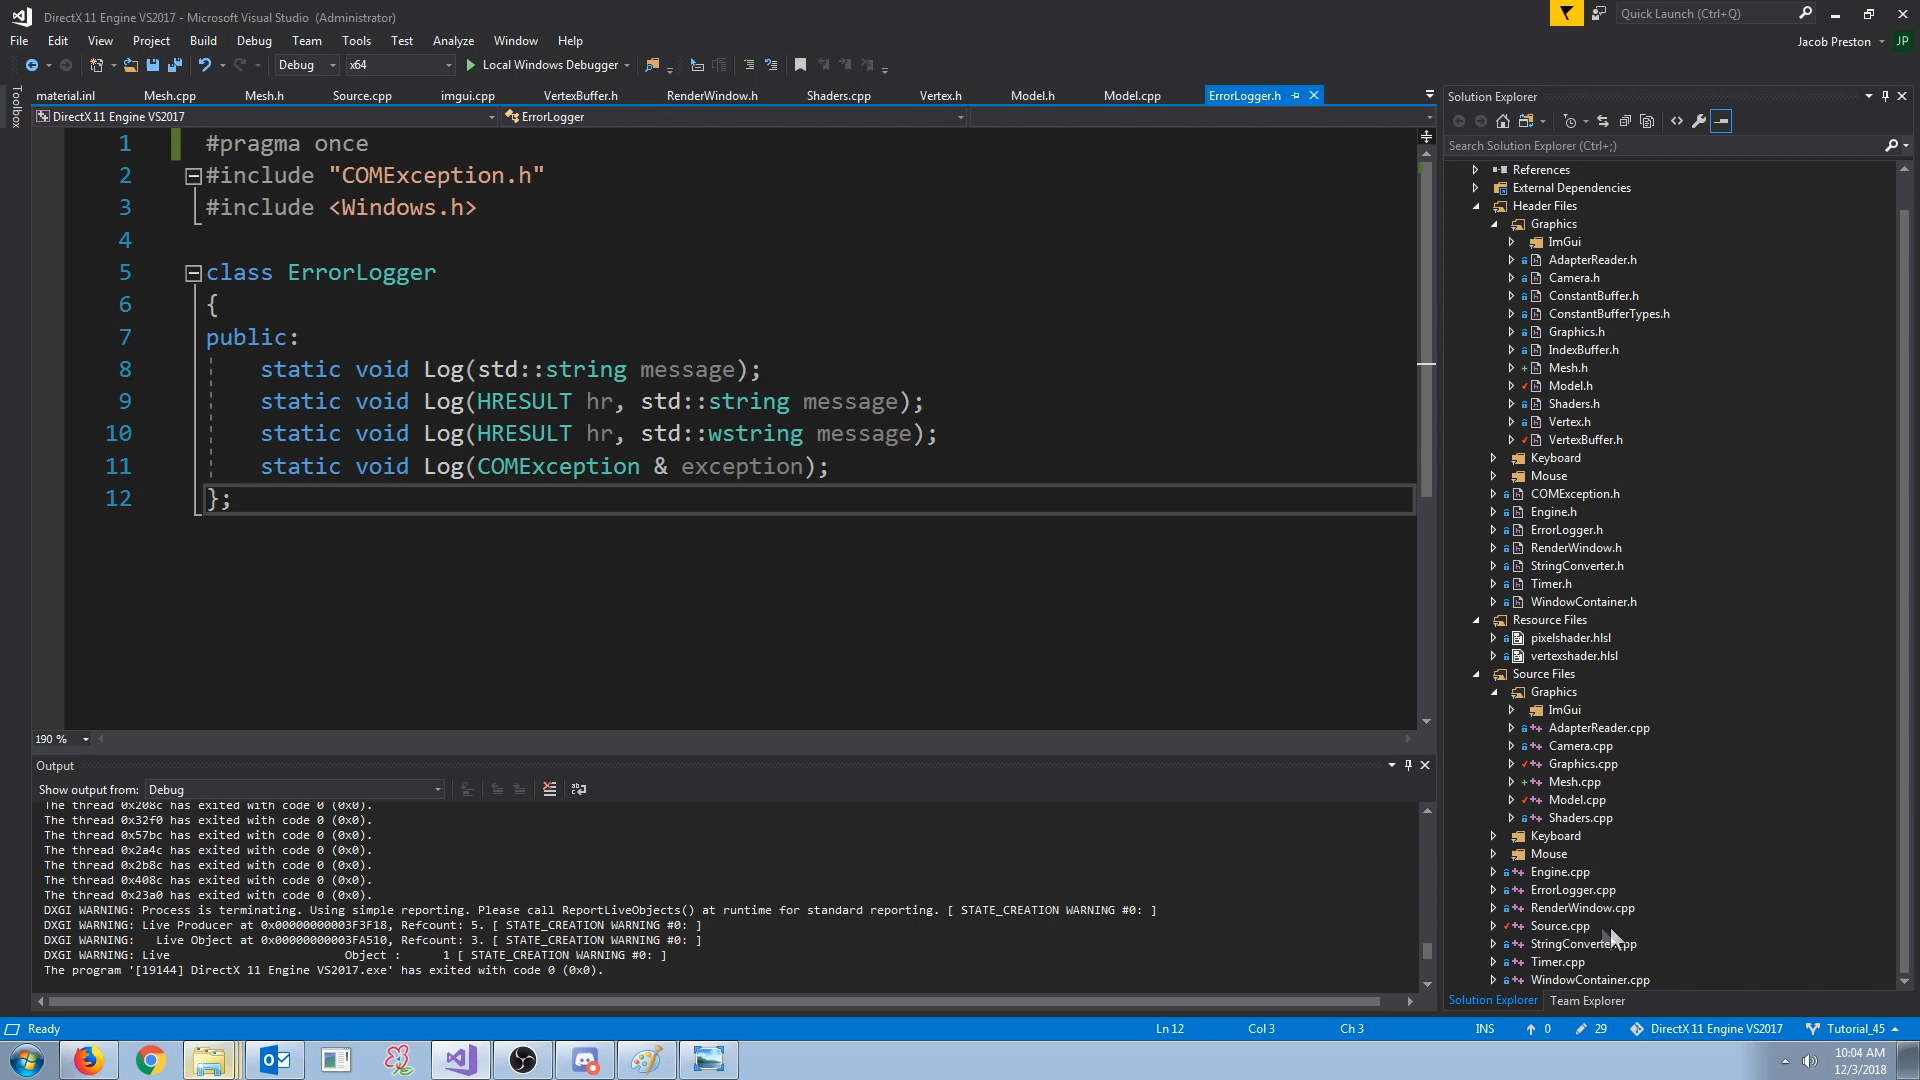 DirectX 11 Engine VS2017 - Microsoft Visual Studio (Administrator)
Quick Launch (Ctrl+Q)
File Edit View Project Build Debug Team Tools Test Analyze Window Help
Jacob Preston JP
Debug x64 Local Windows Debugger
Toolbox
material.inl Mesh.cpp Mesh.h Source.cpp imgui.cpp VertexBuffer.h RenderWindow.h Shaders.cpp Vertex.h Model.h Model.cpp ErrorLogger.h
DirectX 11 Engine VS2017 ErrorLogger
1 #pragma once
2 #include "COMException.h"
3 #include <Windows.h>
4
5 class ErrorLogger
6 {
7 public:
8 static void Log(std::string message);
9 static void Log(HRESULT hr, std::string message);
10 static void Log(HRESULT hr, std::wstring message);
11 static void Log(COMException & exception);
12 };
190 %
Output
Show output from: Debug
The thread 0x208c has exited with code 0 (0x0).
The thread 0x32f0 has exited with code 0 (0x0).
The thread 0x57bc has exited with code 0 (0x0).
The thread 0x2a4c has exited with code 0 (0x0).
The thread 0x2b8c has exited with code 0 (0x0).
The thread 0x408c has exited with code 0 (0x0).
The thread 0x23a0 has exited with code 0 (0x0).
DXGI WARNING: Process is terminating. Using simple reporting. Please call ReportLiveObjects() at runtime for standard reporting. [ STATE_CREATION WARNING #0: ]
DXGI WARNING: Live Producer at 0x00000000003F3F18, Refcount: 5. [ STATE_CREATION WARNING #0: ]
DXGI WARNING: Live Object at 0x00000000003FA510, Refcount: 3. [ STATE_CREATION WARNING #0: ]
DXGI WARNING: Live Object : 1 [ STATE_CREATION WARNING #0: ]
The program '[19144] DirectX 11 Engine VS2017.exe' has exited with code 0 (0x0).
Solution Explorer
Search Solution Explorer (Ctrl+;)
References
External Dependencies
Header Files
Graphics
ImGui
AdapterReader.h
Camera.h
ConstantBuffer.h
ConstantBufferTypes.h
Graphics.h
IndexBuffer.h
Mesh.h
Model.h
Shaders.h
Vertex.h
VertexBuffer.h
Keyboard
Mouse
COMException.h
Engine.h
ErrorLogger.h
RenderWindow.h
StringConverter.h
Timer.h
WindowContainer.h
Resource Files
pixelshader.hlsl
vertexshader.hlsl
Source Files
Graphics
ImGui
AdapterReader.cpp
Camera.cpp
Graphics.cpp
Mesh.cpp
Model.cpp
Shaders.cpp
Keyboard
Mouse
Engine.cpp
ErrorLogger.cpp
RenderWindow.cpp
Source.cpp
StringConverter.cpp
Timer.cpp
WindowContainer.cpp
Solution Explorer Team Explorer
Ready Ln 12 Col 3 Ch 3 INS 0 29 DirectX 11 Engine VS2017 Tutorial_45
10:04 AM
12/3/2018